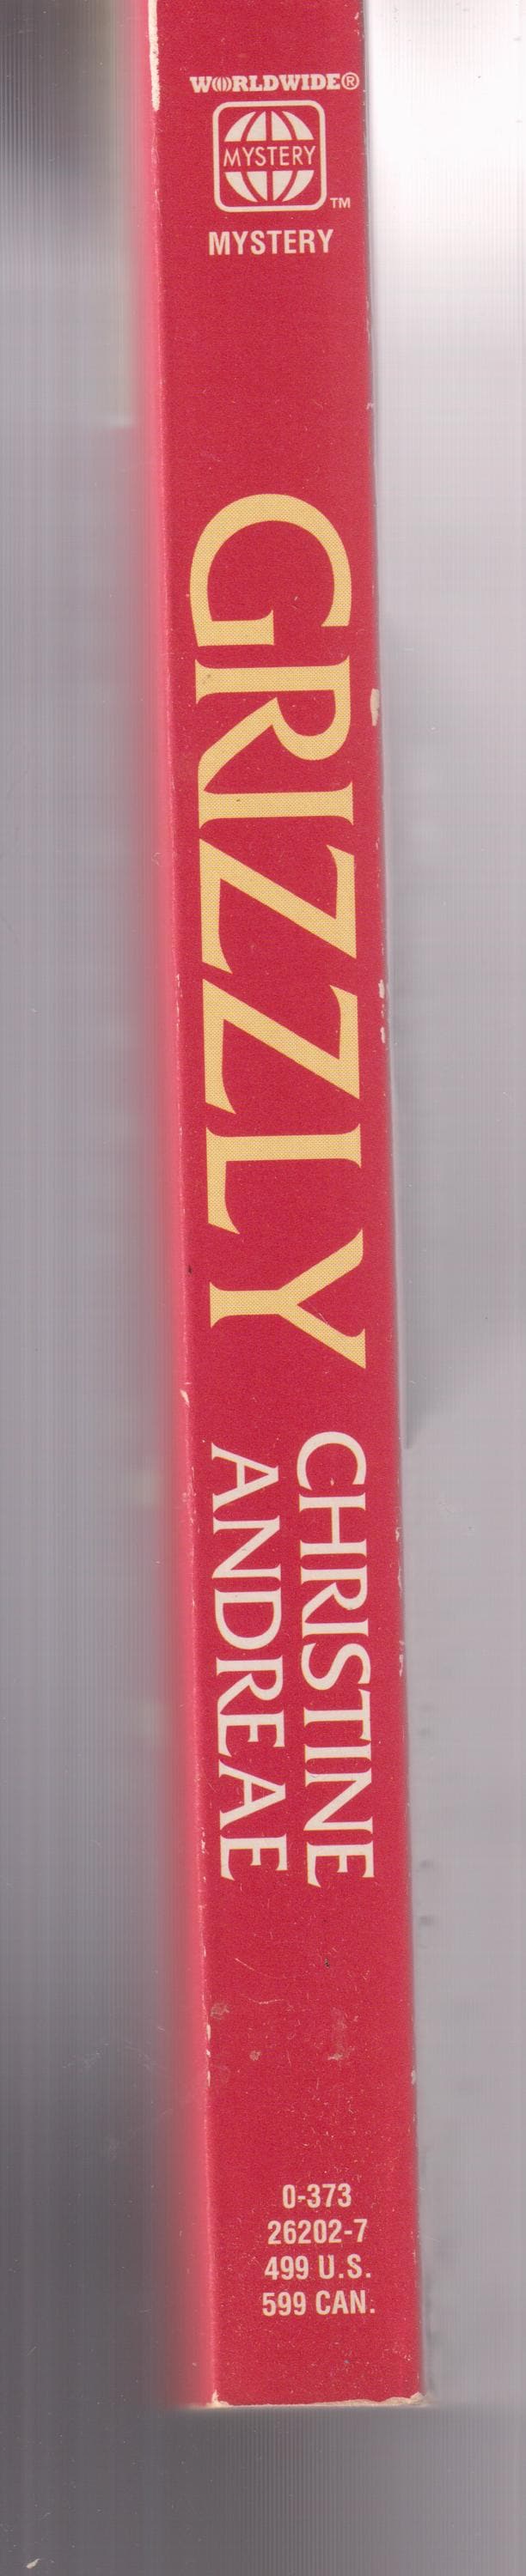 WORLDWIDE®
MYSTERY
TM
MYSTERY
GRIZZLY
CHRISTINE
ANDREAE
0-373
26202-7
499 U.S.
599 CAN.